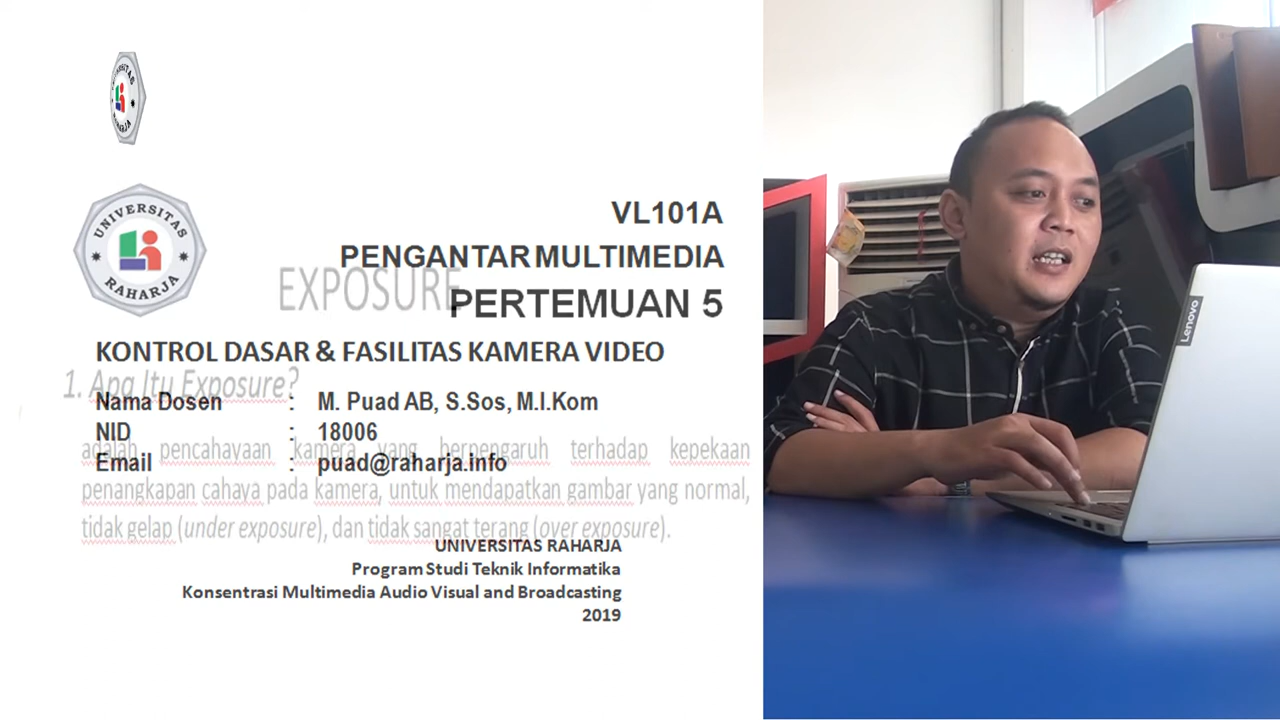 UNIVERSITAS
RAHARJA
UNIVERSITAS
RAHARJA
VL101A
PENGANTAR MULTIMEDIA
EXPOSURE
PERTEMUAN 5
KONTROL DASAR & FASILITAS KAMERA VIDEO
1. Apa Itu Exposure?
Nama Dosen : M. Puad AB, S.Sos, M.I.Kom
NID : 18006
adalah pencahayaan kamera yang berpengaruh terhadap kepekaan
Email : puad@raharja.info
penangkapan cahaya pada kamera, untuk mendapatkan gambar yang normal,
tidak gelap (under exposure), dan tidak sangat terang (over exposure).
UNIVERSITAS RAHARJA
Program Studi Teknik Informatika
Konsentrasi Multimedia Audio Visual and Broadcasting
2019
Lenovo